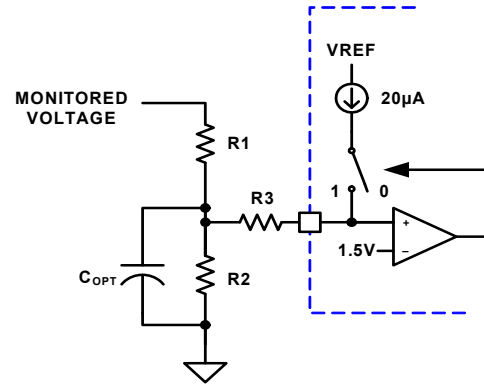 VREF
20µA
MONITORED
VOLTAGE
R1
R3
1 0
+
1.5V
−
COPT
R2